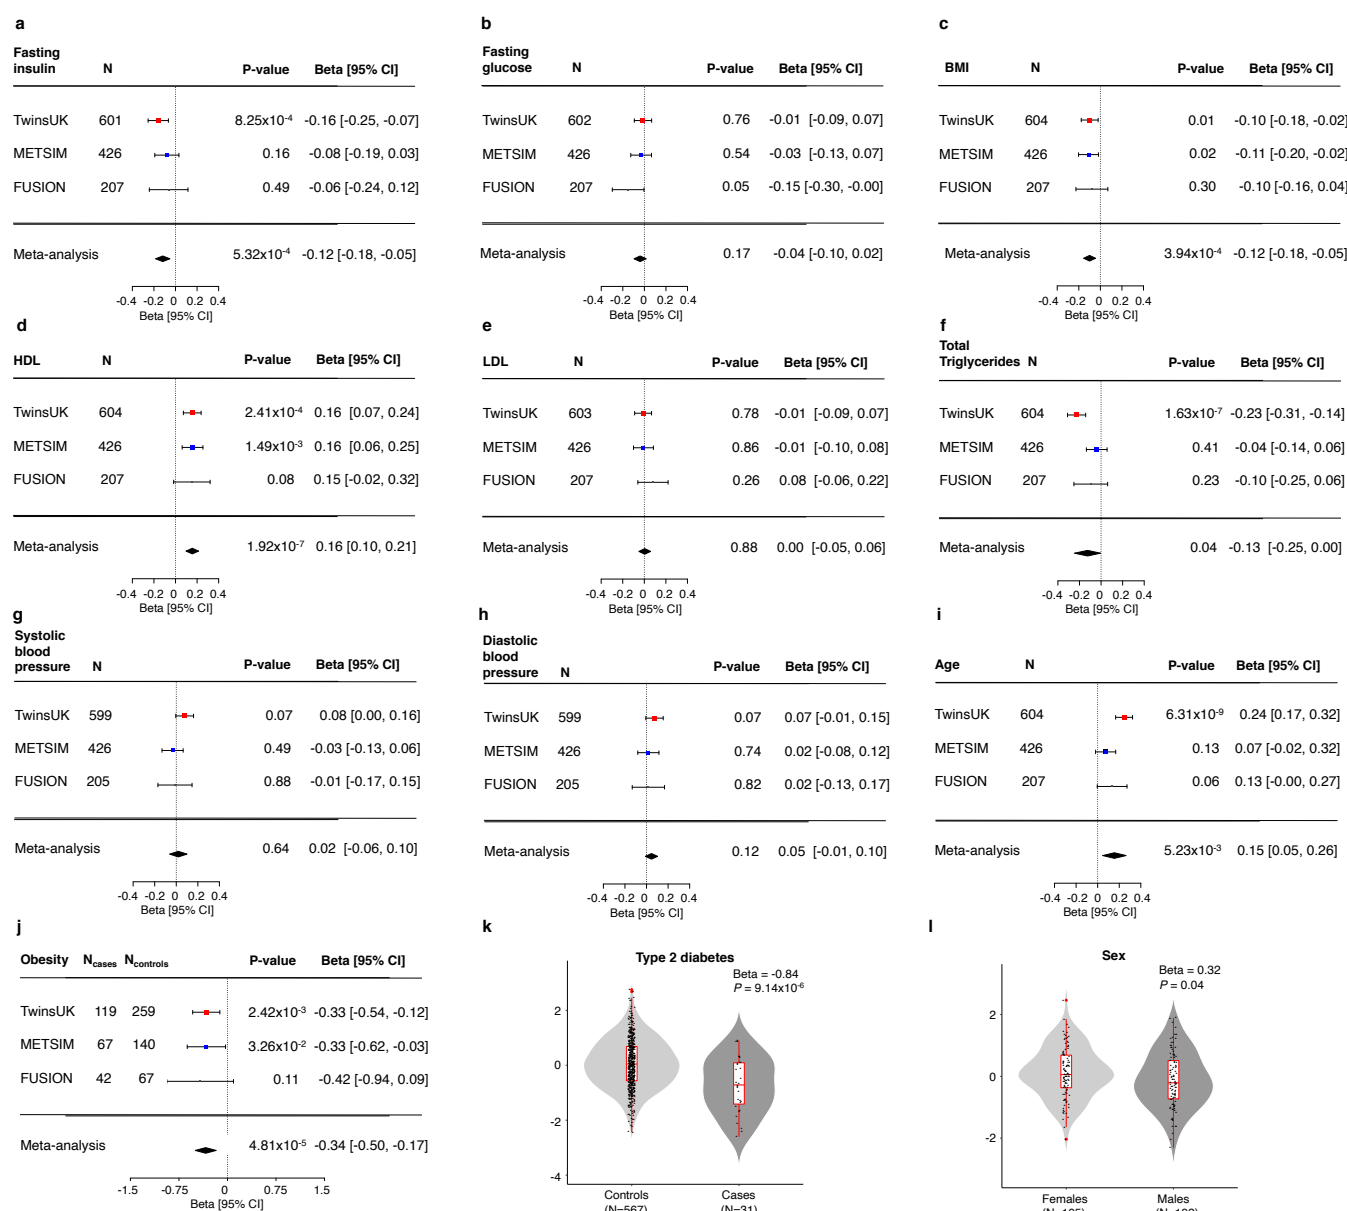 a
Fasting
insulin N P-value Beta [95% CI]
TwinsUK 601 8.25x10-4 -0.16 [-0.25, -0.07]
METSIM 426 0.16 -0.08 [-0.19, 0.03]
FUSION 207 0.49 -0.06 [-0.24, 0.12]
Meta-analysis 5.32x10-4 -0.12 [-0.18, -0.05]
-0.4 -0.2 0 0.2 0.4
Beta [95% CI]
b
Fasting
glucose N P-value Beta [95% CI]
TwinsUK 602 0.76 -0.01 [-0.09, 0.07]
METSIM 426 0.54 -0.03 [-0.13, 0.07]
FUSION 207 0.05 -0.15 [-0.30, -0.00]
Meta-analysis 0.17 -0.04 [-0.10, 0.02]
-0.4 -0.2 0 0.2 0.4
Beta [95% CI]
c
BMI N P-value Beta [95% CI]
TwinsUK 604 0.01 -0.10 [-0.18, -0.02]
METSIM 426 0.02 -0.11 [-0.20, -0.02]
FUSION 207 0.30 -0.10 [-0.16, 0.04]
Meta-analysis 3.94x10-4 -0.12 [-0.18, -0.05]
-0.4 -0.2 0 0.2 0.4
Beta [95% CI]
d
HDL N P-value Beta [95% CI]
TwinsUK 604 2.41x10-4 0.16 [0.07, 0.24]
METSIM 426 1.49x10-3 0.16 [0.06, 0.25]
FUSION 207 0.08 0.15 [-0.02, 0.32]
Meta-analysis 1.92x10-7 0.16 [0.10, 0.21]
-0.4 -0.2 0 0.2 0.4
Beta [95% CI]
e
LDL N P-value Beta [95% CI]
TwinsUK 603 0.78 -0.01 [-0.09, 0.07]
METSIM 426 0.86 -0.01 [-0.10, 0.08]
FUSION 207 0.26 0.08 [-0.06, 0.22]
Meta-analysis 0.88 0.00 [-0.05, 0.06]
-0.4 -0.2 0 0.2 0.4
Beta [95% CI]
f
Total
Triglycerides N P-value Beta [95% CI]
TwinsUK 604 1.63x10-7 -0.23 [-0.31, -0.14]
METSIM 426 0.41 -0.04 [-0.14, 0.06]
FUSION 207 0.23 -0.10 [-0.25, 0.06]
Meta-analysis 0.04 -0.13 [-0.25, 0.00]
-0.4 -0.2 0 0.2 0.4
Beta [95% CI]
g
Systolic
blood
pressure N P-value Beta [95% CI]
TwinsUK 599 0.07 0.08 [0.00, 0.16]
METSIM 426 0.49 -0.03 [-0.13, 0.06]
FUSION 205 0.88 -0.01 [-0.17, 0.15]
Meta-analysis 0.64 0.02 [-0.06, 0.10]
-0.4 -0.2 0 0.2 0.4
Beta [95% CI]
h
Diastolic
blood
pressure N P-value Beta [95% CI]
TwinsUK 599 0.07 0.07 [-0.01, 0.15]
METSIM 426 0.74 0.02 [-0.08, 0.12]
FUSION 205 0.82 0.02 [-0.13, 0.17]
Meta-analysis 0.12 0.05 [-0.01, 0.10]
-0.4 -0.2 0 0.2 0.4
Beta [95% CI]
i
Age N P-value Beta [95% CI]
TwinsUK 604 6.31x10-9 0.24 [0.17, 0.32]
METSIM 426 0.13 0.07 [-0.02, 0.32]
FUSION 207 0.06 0.13 [-0.00, 0.27]
Meta-analysis 5.23x10-3 0.15 [0.05, 0.26]
-0.4 -0.2 0 0.2 0.4
Beta [95% CI]
j
Obesity Ncases Ncontrols P-value Beta [95% CI]
TwinsUK 119 259 2.42x10-3 -0.33 [-0.54, -0.12]
METSIM 67 140 3.26x10-2 -0.33 [-0.62, -0.03]
FUSION 42 67 0.11 -0.42 [-0.94, 0.09]
Meta-analysis 4.81x10-5 -0.34 [-0.50, -0.17]
-1.5 -0.75 0 0.75 1.5
Beta [95% CI]
k
Type 2 diabetes
Beta = -0.84
P = 9.14x10-6
2
0
-2
-4
Controls Cases
(N=567) (N=31)
l
Sex
Beta = 0.32
P = 0.04
2
0
-2
Females Males